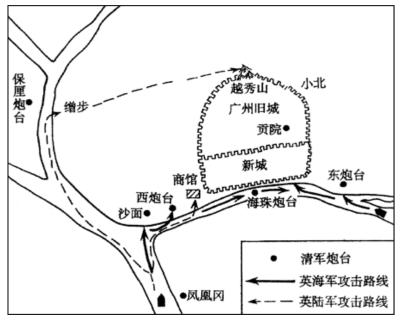 小北
越秀山
广州旧城
保厘炮台
缯步
贡院
新城
商馆
东炮台
西炮台
沙面
海珠炮台
凤凰冈
清军炮台
英海军攻击路线
英陆军攻击路线